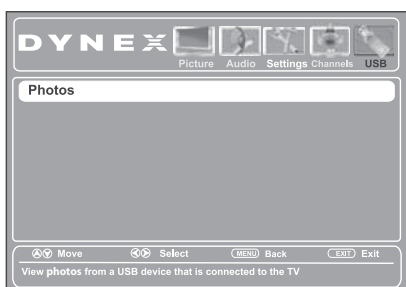 DYNEX
Picture Audio Settings Channels USB
Photos
Move Select MENU Back EXIT Exit
View photos from a USB device that is connected to the TV